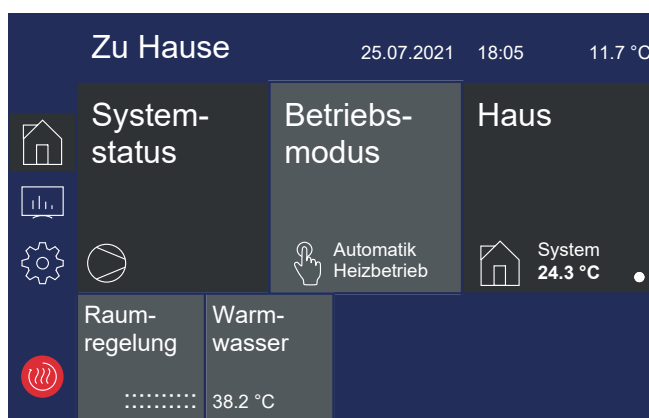 Zu Hause 25.07.2021 18:05 11.7 °C
System-
status
Betriebs-
modus
Automatik
Heizbetrieb
Haus
System
24.3 °C
Raum-
regelung
Warm-
wasser
38.2 °C